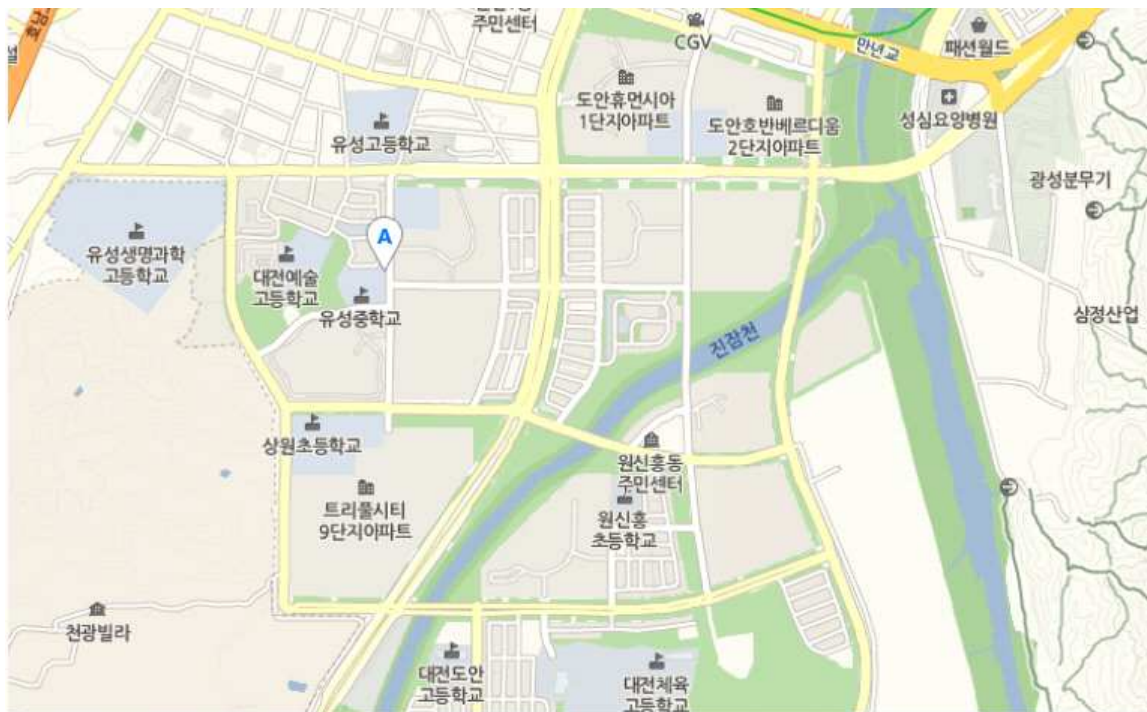 주민센터
CGV
만년교
패션월드
도안휴먼시아
1단지아파트
도안호반베르디움
2단지아파트
성심요양병원
유성고등학교
광성분무기
유성생명과학
고등학교
대전예술
고등학교
A
유성중학교
삼정산업
진잠천
상원초등학교
원신흥동
주민센터
트리풀시티
9단지아파트
원신흥
초등학교
천광빌라
대전도안
고등학교
대전체육
고등학교